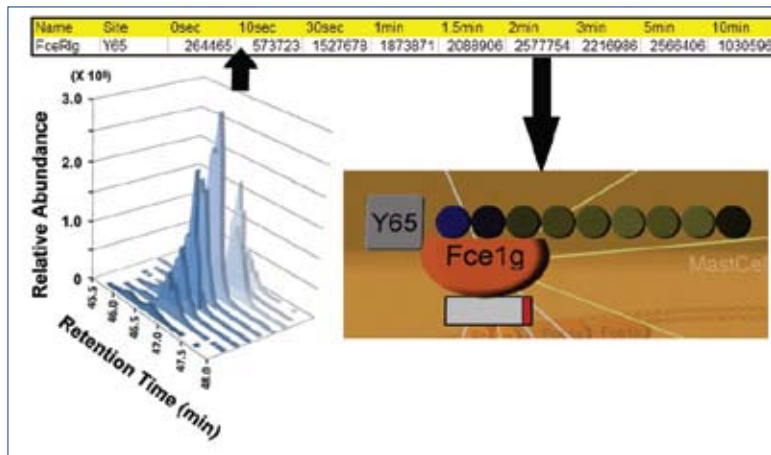 Name Site 0sec 10sec 30sec 1min 1.5min 2min 3min 5min 10min
FceRIg Y65 264465 573723 1527678 1873871 2088906 2577754 2216986 2566406 1030596
(X 10⁶)
3.0
2.0
1.0
0
Relative Abundance
45.5
46.0
46.5
47.0
47.5
48.0
Retention Time (min)
Y65
Fce1g
MastCel